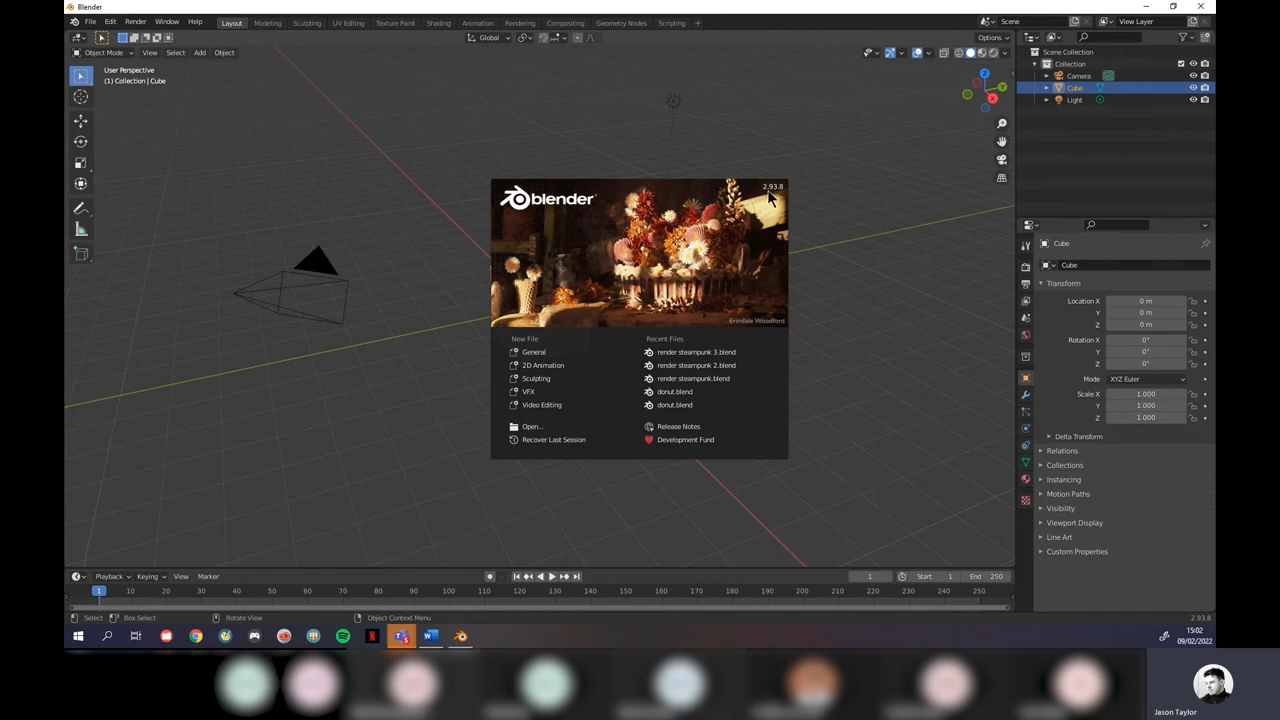 Blender
File Edit Render Window Help Layout Modeling Sculpting UV Editing Texture Paint Shading Animation Rendering Compositing Geometry Nodes Scripting + Scene View Layer
Global Options
Object Mode View Select Add Object
User Perspective
(1) Collection | Cube
Z
Y
X
Scene Collection
Collection
Camera
Cube
Light
blender
2.93.8
Erindale Woodford
New File
General
2D Animation
Sculpting
VFX
Video Editing
Open...
Recover Last Session
Recent Files
render steampunk 3.blend
render steampunk 2.blend
render steampunk.blend
donut.blend
donut.blend
Release Notes
Development Fund
Cube
Cube
Transform
Location X 0 m
Y 0 m
Z 0 m
Rotation X 0°
Y 0°
Z 0°
Mode XYZ Euler
Scale X 1.000
Y 1.000
Z 1.000
Delta Transform
Relations
Collections
Instancing
Motion Paths
Visibility
Viewport Display
Line Art
Custom Properties
Playback Keying View Marker 1 Start 1 End 250
1 10 20 30 40 50 60 70 80 90 100 110 120 130 140 150 160 170 180 190 200 210 220 230 240 250
Select Box Select Rotate View Object Context Menu 2.93.8
15:02
09/02/2022
Jason Taylor